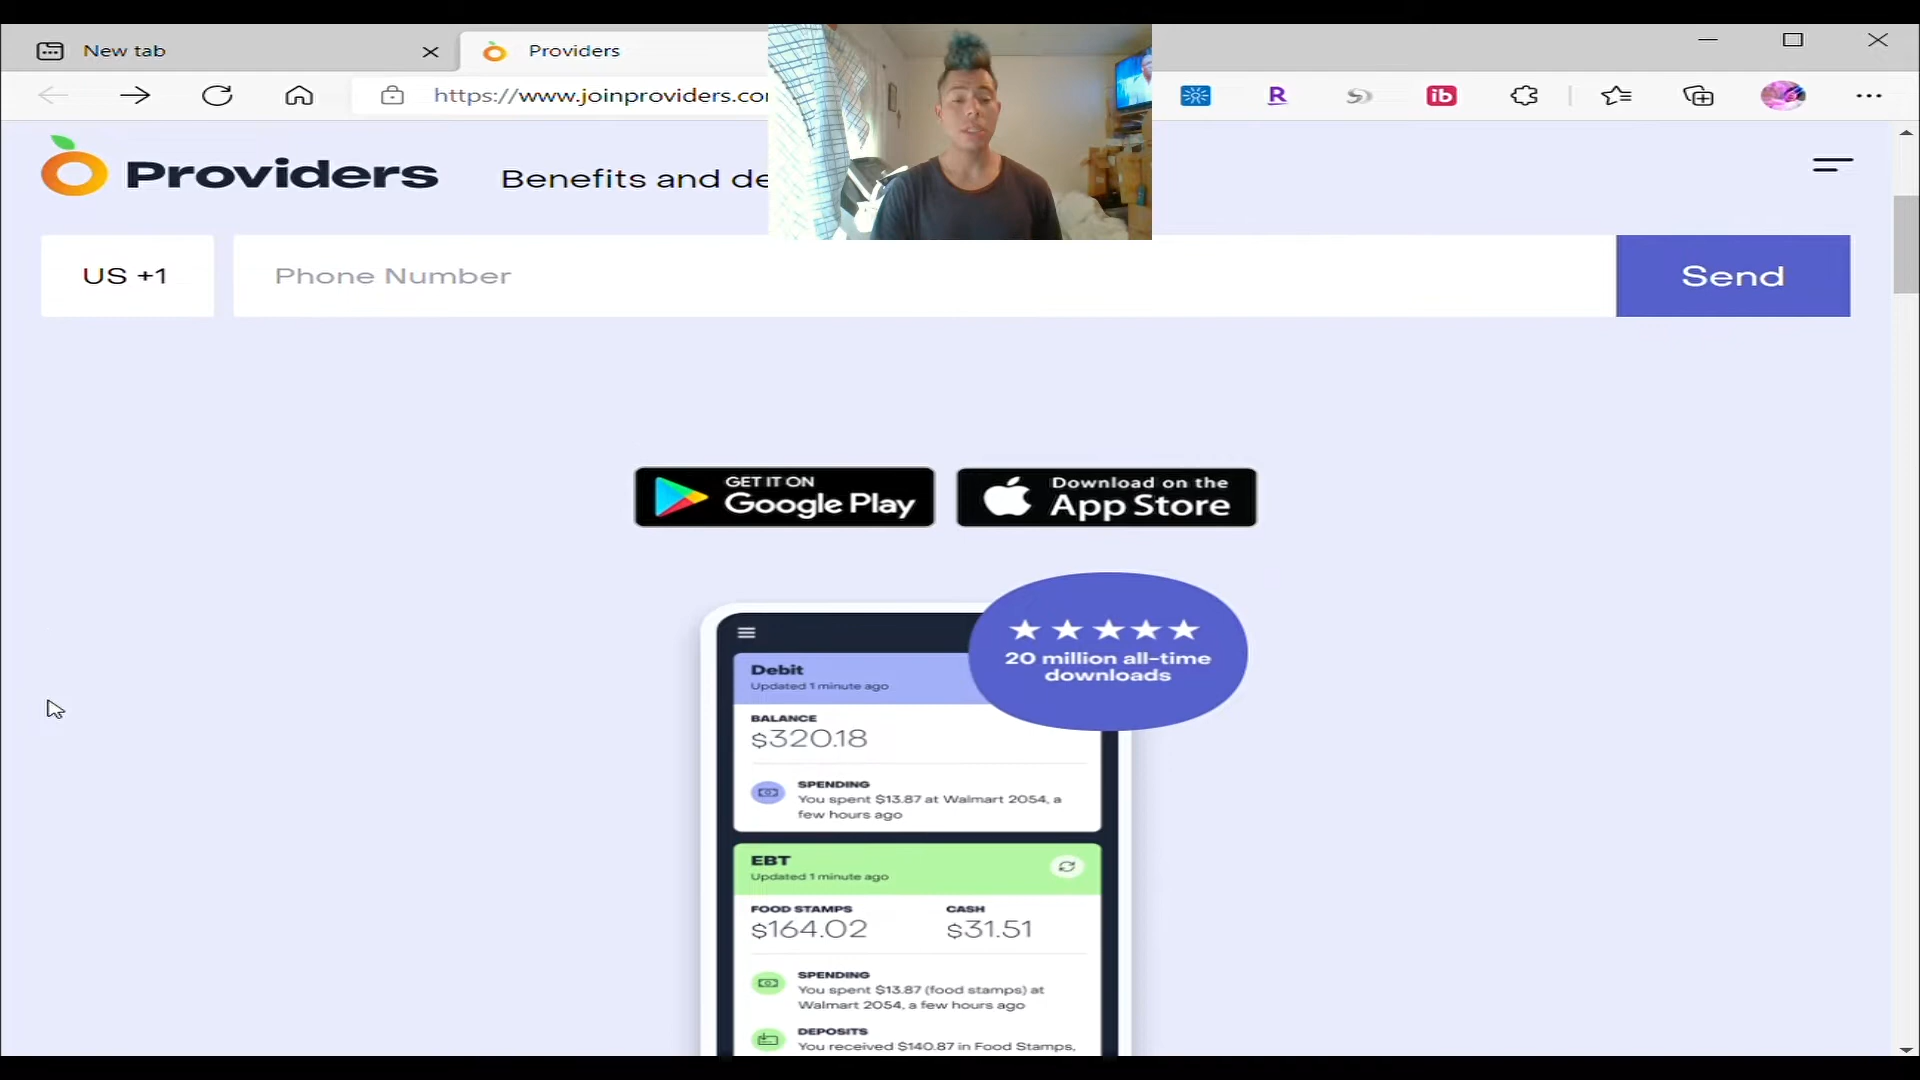 New tab
Providers
https://www.joinproviders.co
Providers
Benefits and de
US +1
Phone Number
Send
GET IT ON
Google Play
Download on the
App Store
20 million all-time
downloads
Debit
Updated 1 minute ago
BALANCE
$320.18
SPENDING
You spent $13.87 at Walmart 2054, a
few hours ago
EBT
Updated 1 minute ago
FOOD STAMPS
$164.02
CASH
$31.51
SPENDING
You spent $13.87 (food stamps) at
Walmart 2054, a few hours ago
DEPOSITS
You received $140.87 in Food Stamps,
R
ib